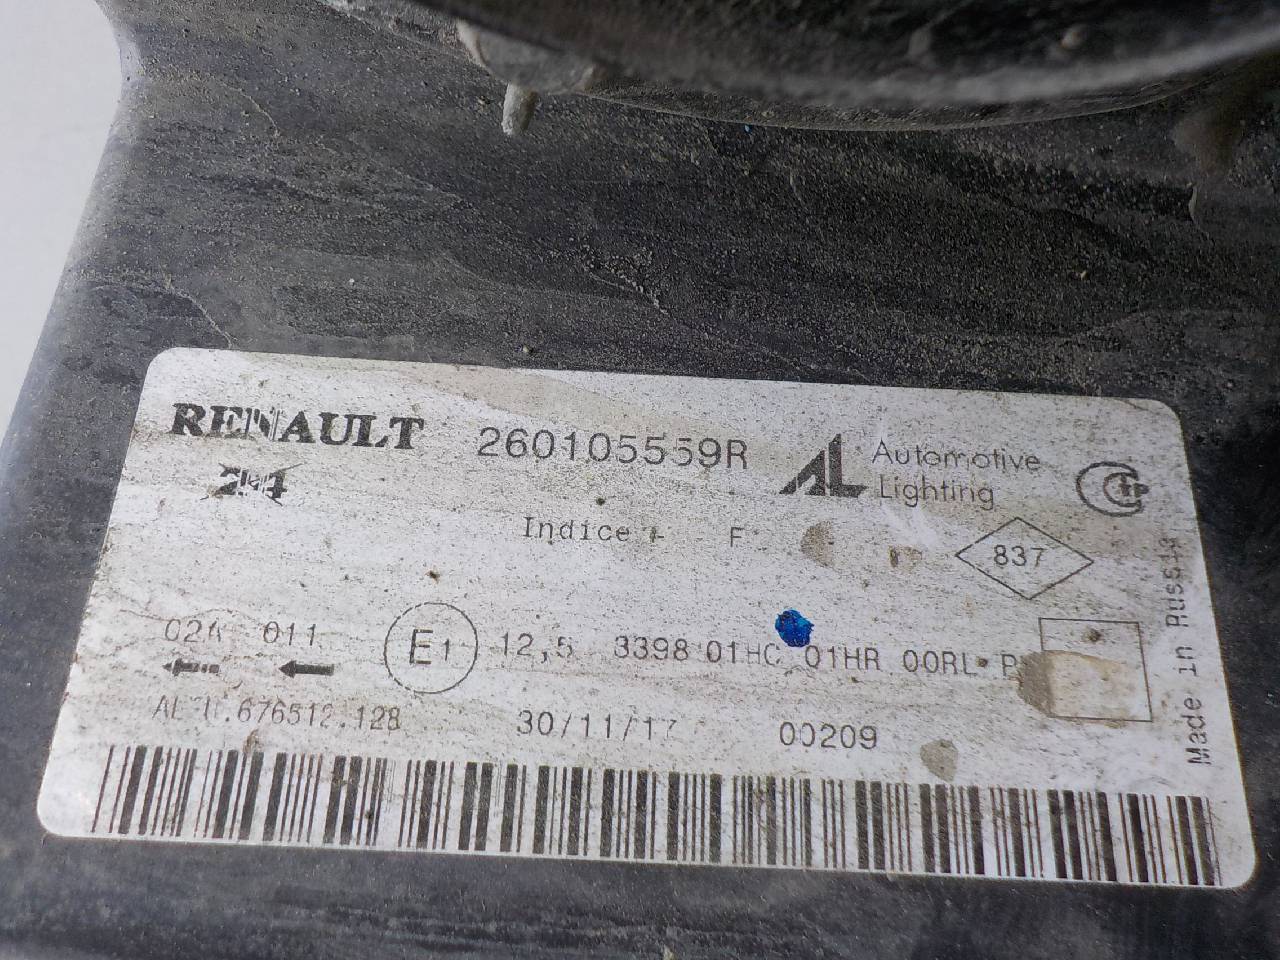 RENAULT 260105559R AL Automotive Lighting
Indice F
837
011 E1 12,5 3398 01HC 01HR 00RL
676512.128 30/11/17 00209
Made in Russia